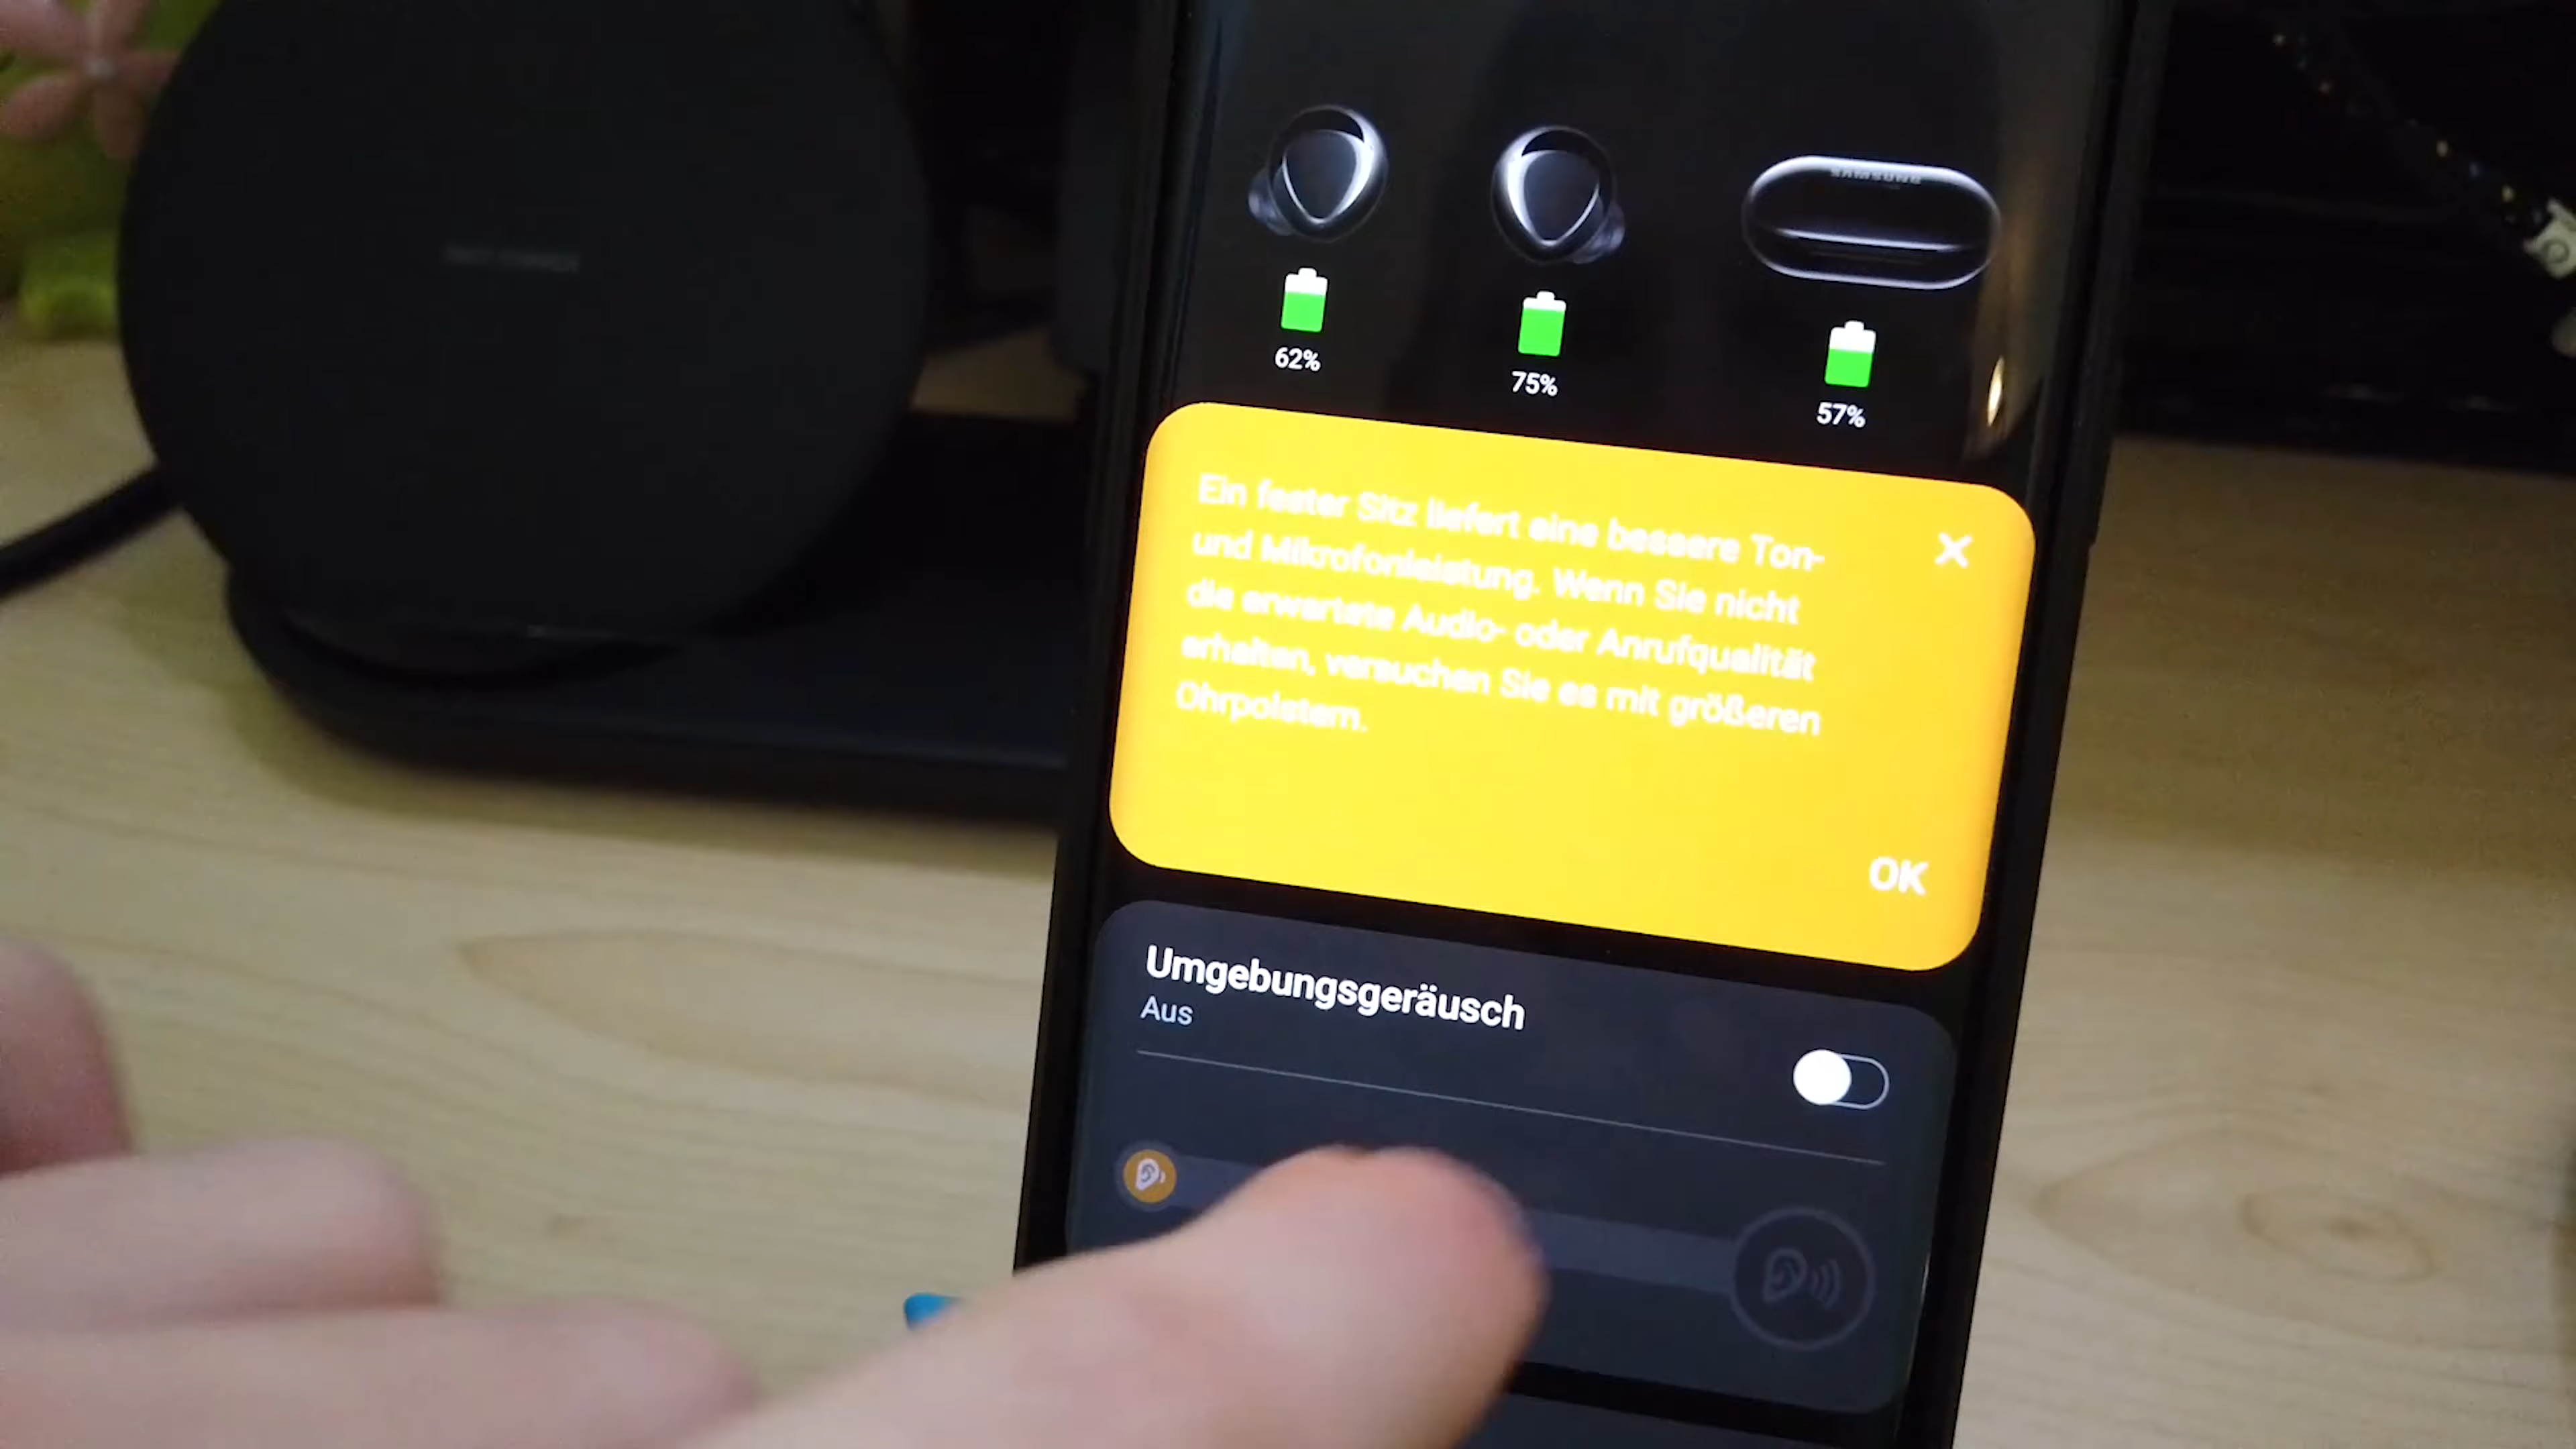 SAMSUNG
62%
75%
57%
Ein fester Sitz liefert eine bessere Ton-
und Mikrofonleistung. Wenn Sie nicht
die erwartete Audio- oder Anrufqualität
erhalten, versuchen Sie es mit größeren
Ohrpolstern.
OK
Umgebungsgeräusch
Aus